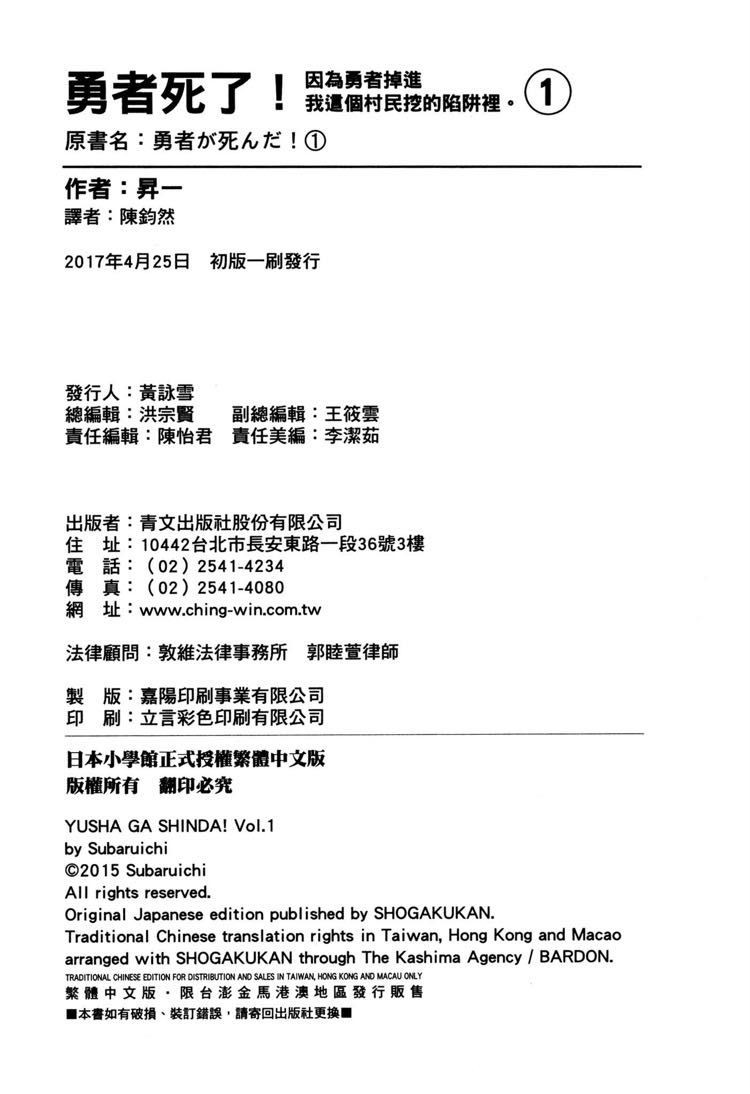 勇者死了！
因為勇者掉進
我這個村民挖的陷阱裡。
①
原書名：勇者が死んだ！①
作者：昴一
譯者：陳鈞然
2017年4月25日　初版一刷發行
發行人：黃詠雪
總編輯：洪宗賢　副總編輯：王筱雲
責任編輯：陳怡君　責任美編：李潔茹
出版者：青文出版社股份有限公司
住　址：10442台北市長安東路一段36號3樓
電　話：（02）2541-4234
傳　真：（02）2541-4080
網　址：www.ching-win.com.tw
法律顧問：敦維法律事務所　郭睦萱律師
製　版：嘉陽印刷事業有限公司
印　刷：立言彩色印刷有限公司
日本小學館正式授權繁體中文版
版權所有　翻印必究
YUSHA GA SHINDA! Vol.1
by Subaruichi
©2015 Subaruichi
All rights reserved.
Original Japanese edition published by SHOGAKUKAN.
Traditional Chinese translation rights in Taiwan, Hong Kong and Macao
arranged with SHOGAKUKAN through The Kashima Agency / BARDON.
TRADITIONAL CHINESE EDITION FOR DISTRIBUTION AND SALES IN TAIWAN, HONG KONG AND MACAU ONLY
繁體中文版・限台澎金馬港澳地區發行販售
■本書如有破損、裝訂錯誤，請寄回出版社更換■